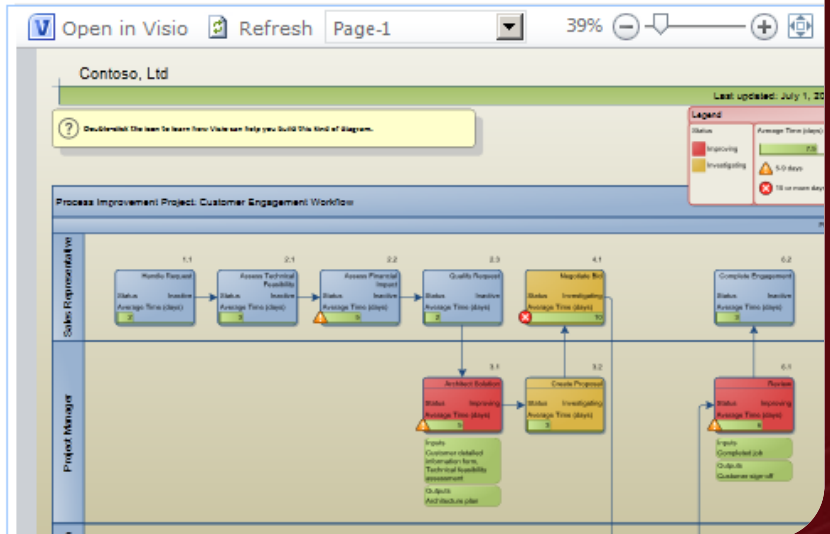 Open in Visio Refresh Page-1 39%
Contoso, Ltd
Last updated: July 1, 20
Double-click the icon to learn how Visio can help you build this kind of diagram.
Legend
Status Average Time (days)
Improving 7.5
Investigating 5-9 days
10 or more days
Process Improvement Project: Customer Engagement Workflow
Sales Representative
1.1
Handle Request
Status Inactive
Average Time (days)
2
2.1
Assess Technical
Feasibility
Status Inactive
Average Time (days)
3
2.2
Assess Financial
Impact
Status Inactive
Average Time (days)
5
2.3
Qualify Request
Status Inactive
Average Time (days)
2
4.1
Negotiate Bid
Status Investigating
Average Time (days)
10
6.2
Complete Engagement
Status Inactive
Average Time (days)
Project Manager
3.1
Architect Solution
Status Improving
Average Time (days)
5
Inputs
Customer detailed
information form,
Technical feasibility
assessment
Outputs
Architecture plan
3.2
Create Proposal
Status Investigating
Average Time (days)
3
6.1
Review
Status Improving
Average Time (days)
Inputs
Completed job
Outputs
Customer sign-off